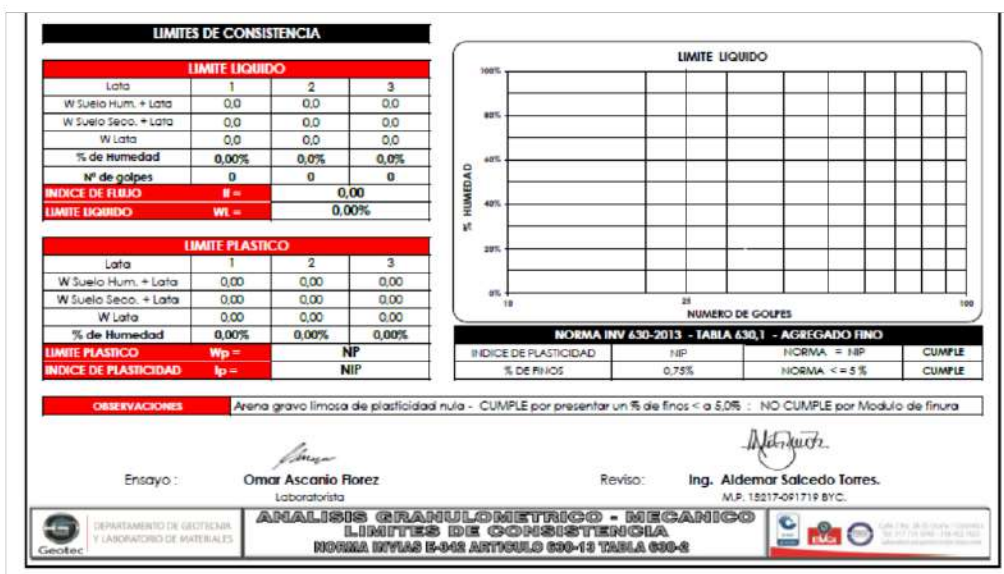 LIMITES DE CONSISTENCIA
LIMITE LIQUIDO
Lata 1 2 3
W Suelo Hum. + Lata 0,0 0,0 0,0
W Suelo Seco. + Lata 0,0 0,0 0,0
W Lata 0,0 0,0 0,0
% de Humedad 0,00% 0,0% 0,0%
Nº de golpes 0 0 0
INDICE DE FLUJO If = 0,00
LIMITE LIQUIDO WL = 0,00%
LIMITE PLASTICO
Lata 1 2 3
W Suelo Hum. + Lata 0,00 0,00 0,00
W Suelo Seco. + Lata 0,00 0,00 0,00
W Lata 0,00 0,00 0,00
% de Humedad 0,00% 0,00% 0,00%
LIMITE PLASTICO Wp = NP
INDICE DE PLASTICIDAD Ip = NIP
LIMITE LIQUIDO
100%
80%
60%
40%
20%
0%
% HUMEDAD
10 25 100
NUMERO DE GOLPES
NORMA INV 630-2013 - TABLA 630,1 - AGREGADO FINO
INDICE DE PLASTICIDAD NIP NORMA = NIP CUMPLE
% DE FINOS 0,75% NORMA <= 5 % CUMPLE
OBSERVACIONES Arena gravo limosa de plasticidad nula - CUMPLE por presentar un % de finos < a 5,0% : NO CUMPLE por Modulo de finura
Ensayo : Omar Ascanio Florez
Laboratorista
Reviso: Ing. Aldemar Salcedo Torres.
M.P. 15217-091719 BYC.
Geotec
DEPARTAMENTO DE GEOTECNIA
Y LABORATORIO DE MATERIALES
ANALISIS GRANULOMETRICO - MECANICO
LIMITES DE CONSISTENCIA
NORMA INVIAS E-342 ARTICULO 630-13 TABLA 630-2